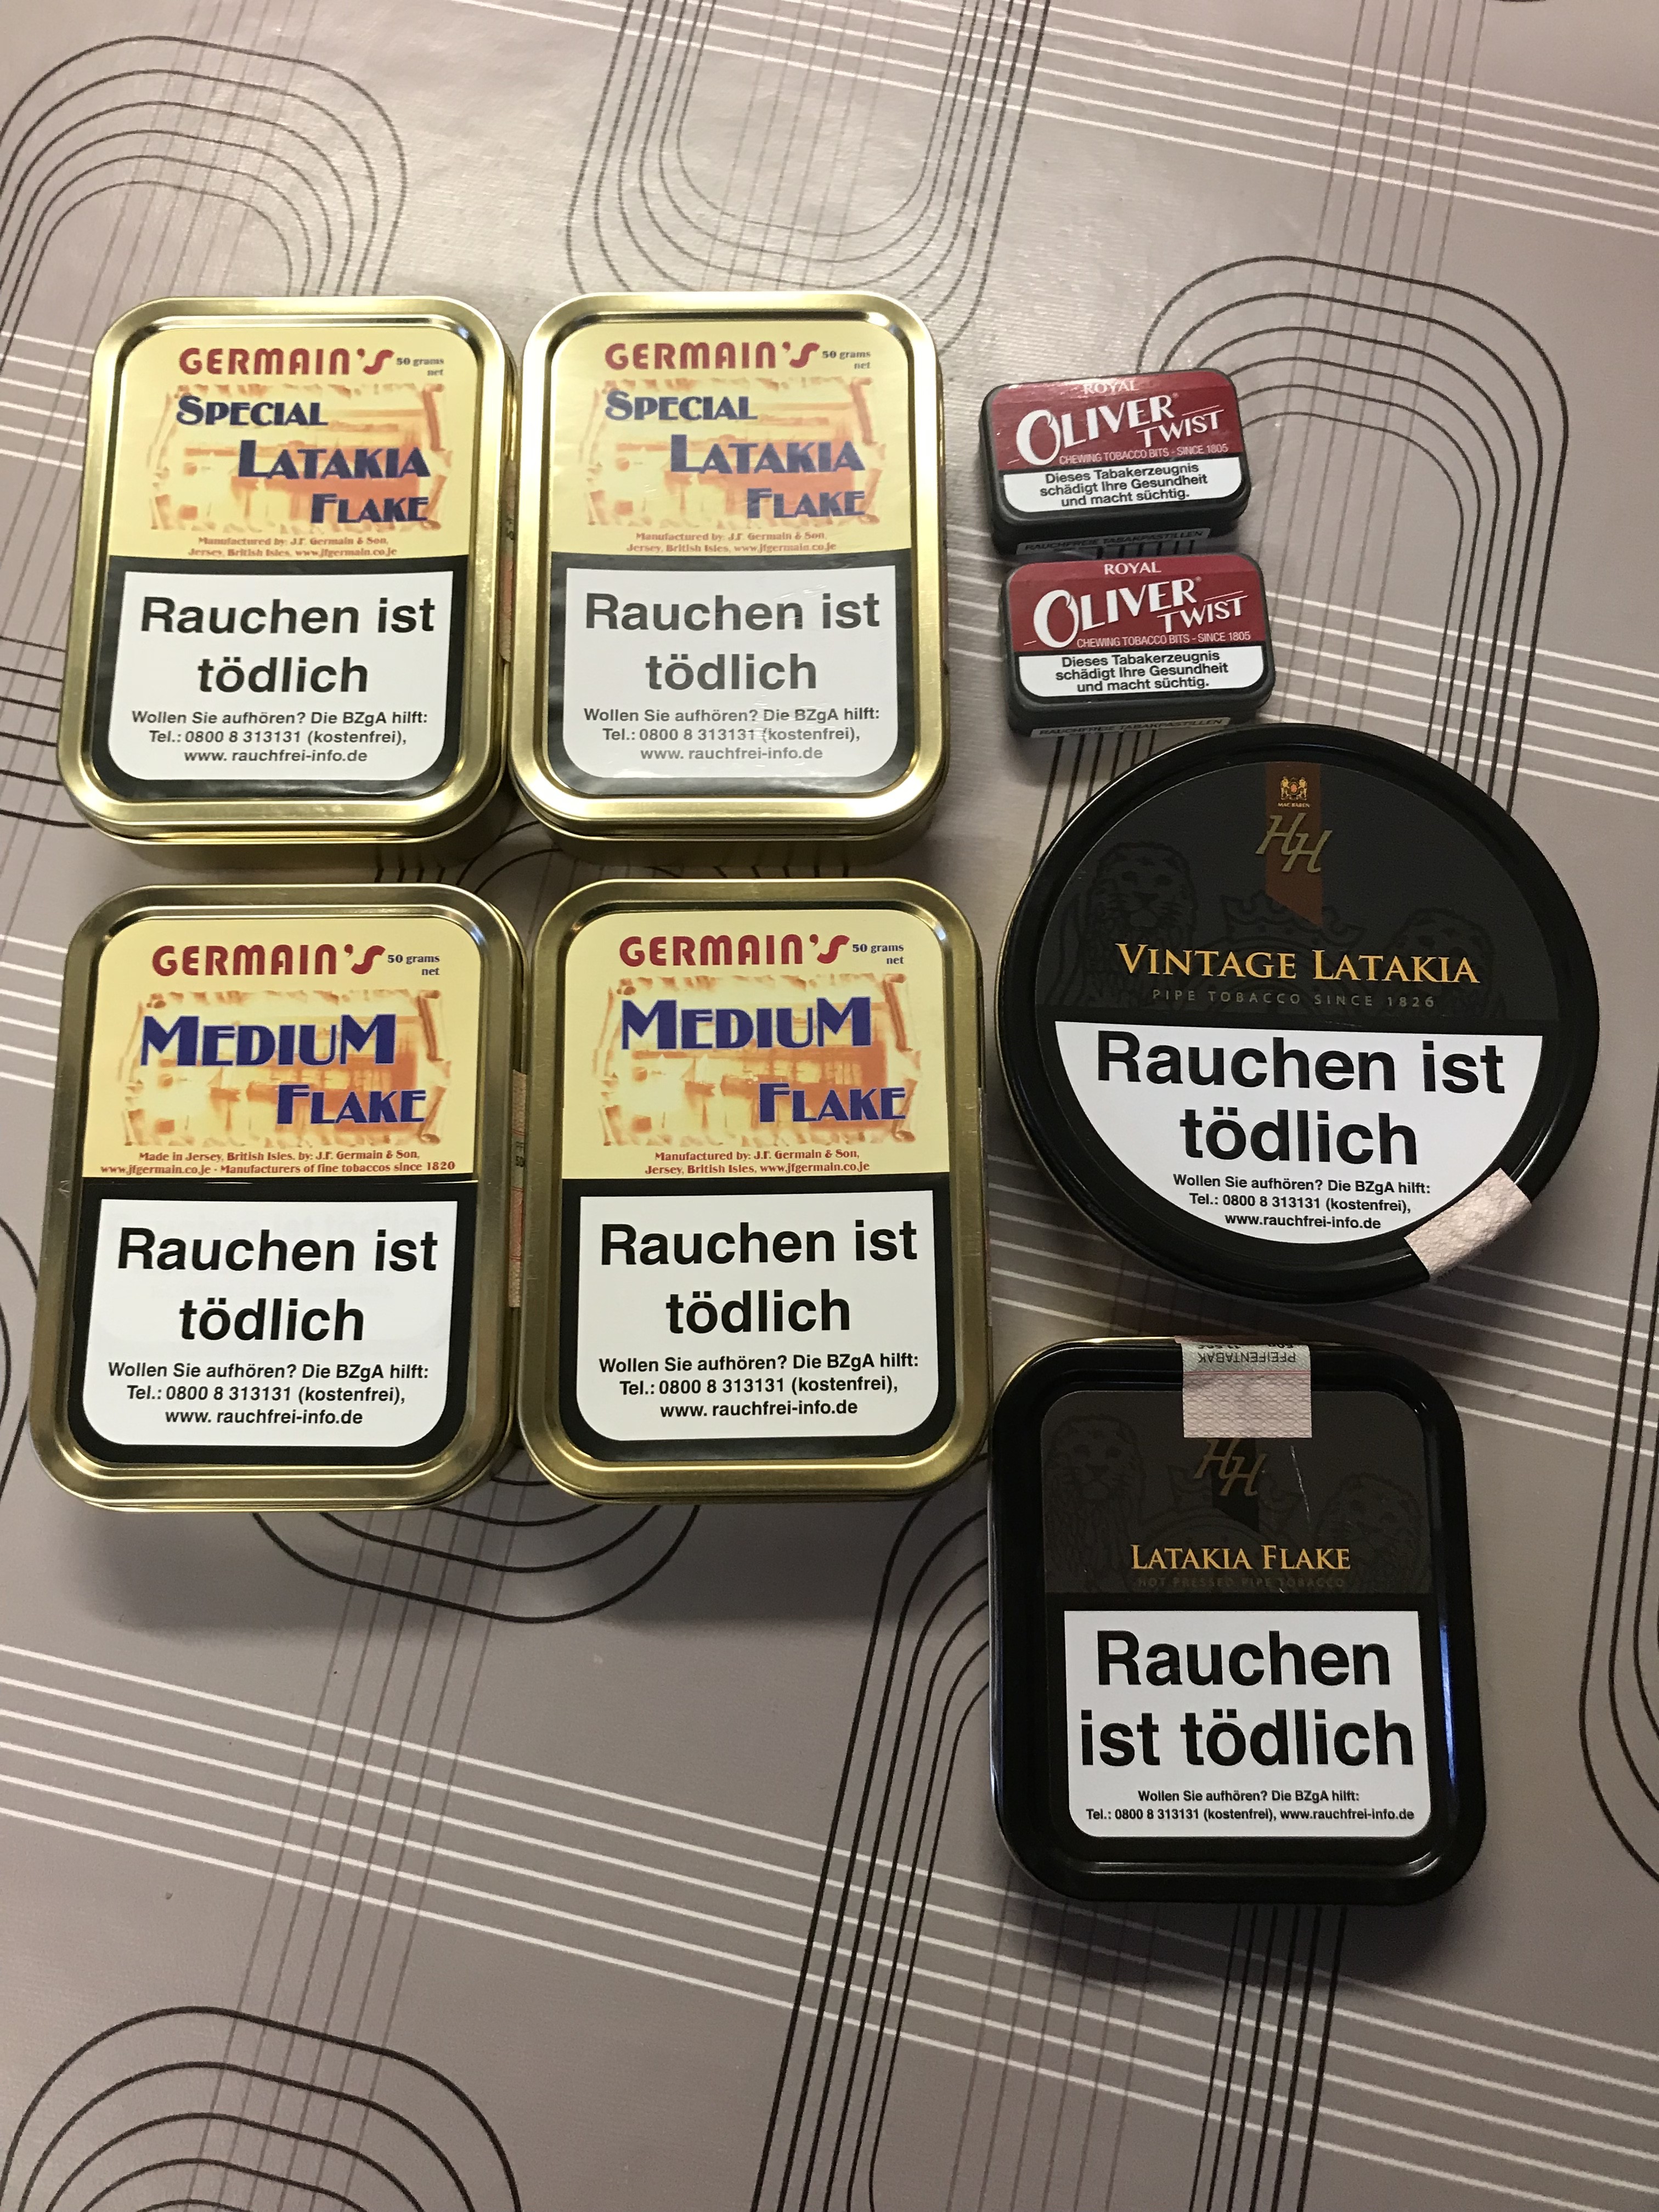 GERMAIN'S 50 grams
net
SPECIAL
LATAKIA
FLAKE
Manufactured by: J.F. Germain & Son,
Jersey, British Isles, www.jfgermain.co.je
Rauchen ist
tödlich
Wollen Sie aufhören? Die BZgA hilft:
Tel.: 0800 8 313131 (kostenfrei),
www. rauchfrei-info.de
GERMAIN'S 50 grams
net
SPECIAL
LATAKIA
FLAKE
Manufactured by: J.F. Germain & Son,
Jersey, British Isles, www.jfgermain.co.je
Rauchen ist
tödlich
Wollen Sie aufhören? Die BZgA hilft:
Tel.: 0800 8 313131 (kostenfrei),
www. rauchfrei-info.de
ROYAL
OLIVER®
TWIST
CHEWING TOBACCO BITS - SINCE 1805
Dieses Tabakerzeugnis
schädigt Ihre Gesundheit
und macht süchtig.
RAUCHFREIE TABAKPASTILLEN
ROYAL
OLIVER®
TWIST
CHEWING TOBACCO BITS - SINCE 1805
Dieses Tabakerzeugnis
schädigt Ihre Gesundheit
und macht süchtig.
RAUCHFREIE TABAKPASTILLEN
GERMAIN'S 50 grams
net
MEDIUM
FLAKE
Made in Jersey, British Isles. by: J.F. Germain & Son,
www.jfgermain.co.je - Manufacturers of fine tobaccos since 1820
Rauchen ist
tödlich
Wollen Sie aufhören? Die BZgA hilft:
Tel.: 0800 8 313131 (kostenfrei),
www. rauchfrei-info.de
GERMAIN'S 50 grams
net
MEDIUM
FLAKE
Manufactured by: J.F. Germain & Son,
Jersey, British Isles, www.jfgermain.co.je
Rauchen ist
tödlich
Wollen Sie aufhören? Die BZgA hilft:
Tel.: 0800 8 313131 (kostenfrei),
www. rauchfrei-info.de
MAC BAREN
HH
VINTAGE LATAKIA
PIPE TOBACCO SINCE 1826
Rauchen ist
tödlich
Wollen Sie aufhören? Die BZgA hilft:
Tel.: 0800 8 313131 (kostenfrei),
www.rauchfrei-info.de
PFEIFENTABAK
HH
LATAKIA FLAKE
HOT PRESSED PIPE TOBACCO
Rauchen
ist tödlich
Wollen Sie aufhören? Die BZgA hilft:
Tel.: 0800 8 313131 (kostenfrei), www.rauchfrei-info.de